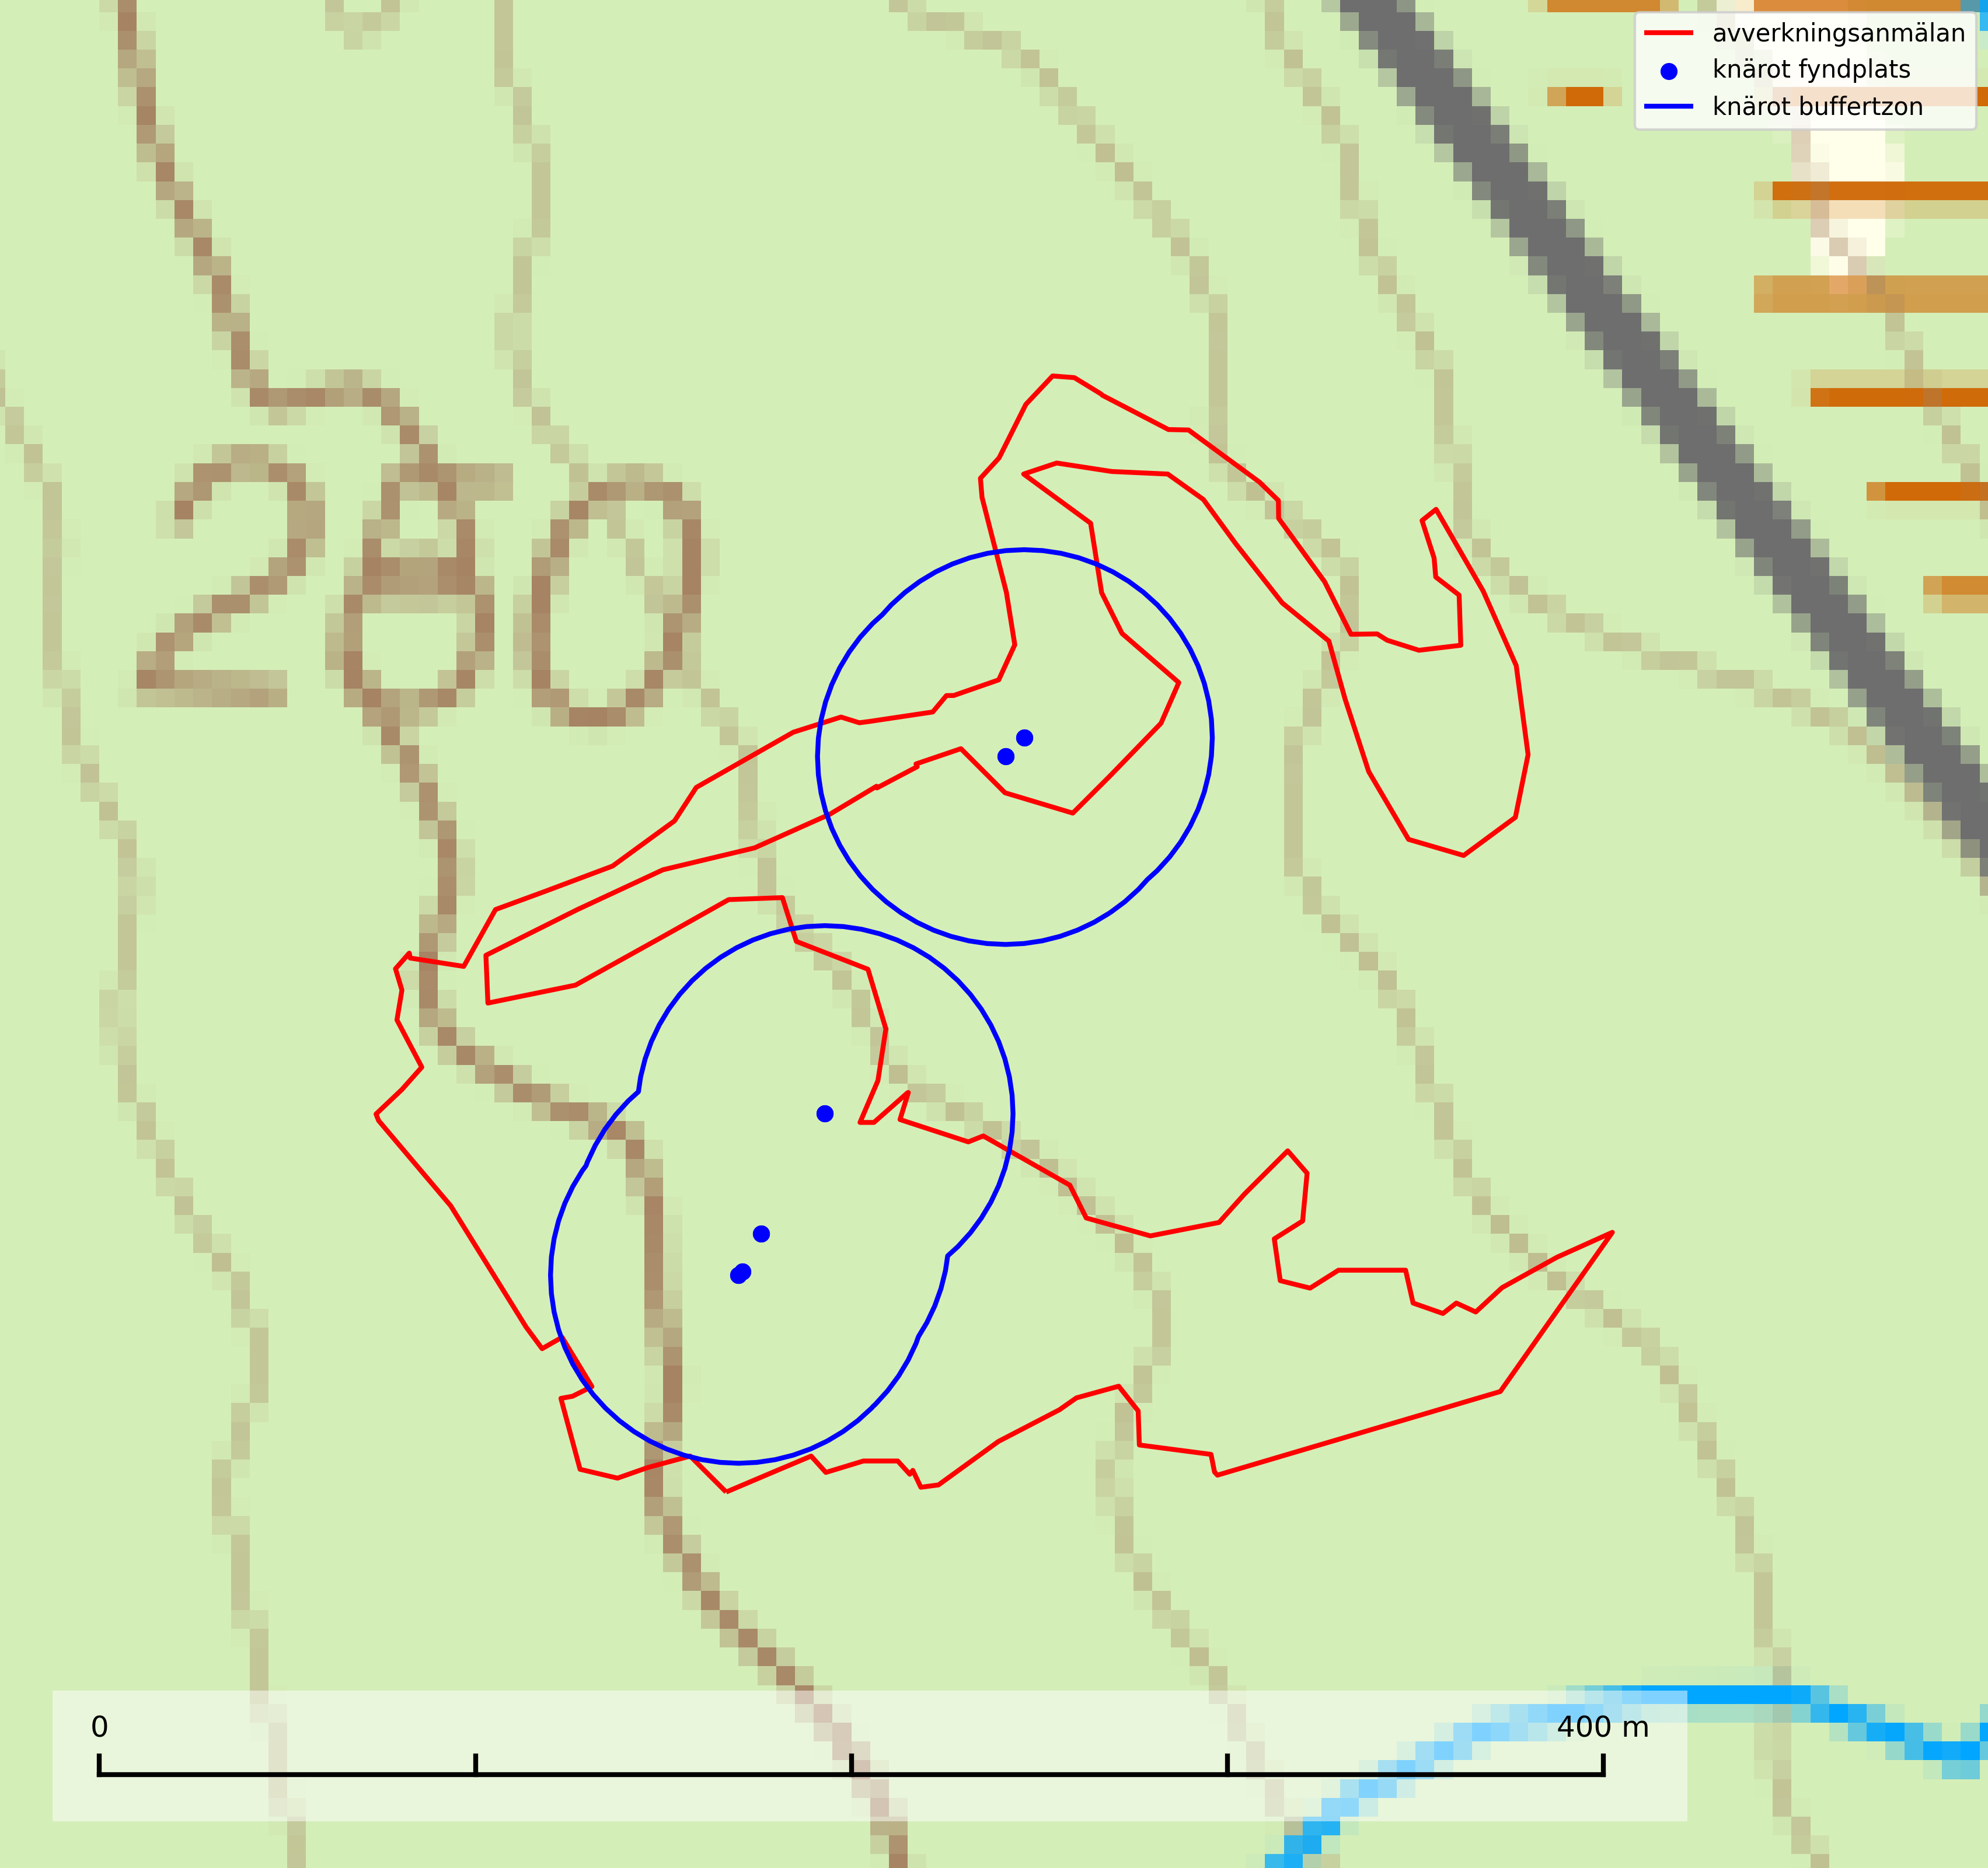 avverkningsanmälan
knärot fyndplats
knärot buffertzon
280
0
400 m